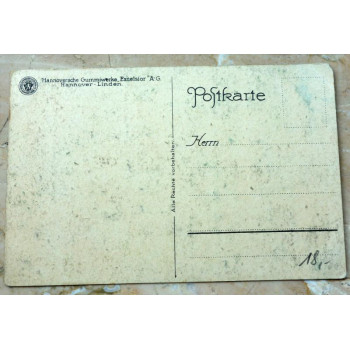 Hannoversche Gummiwerke „Excelsior" A.G.
Hannover-Linden.
Postkarte
Herrn
Alle Rechte vorbehalten
18,-